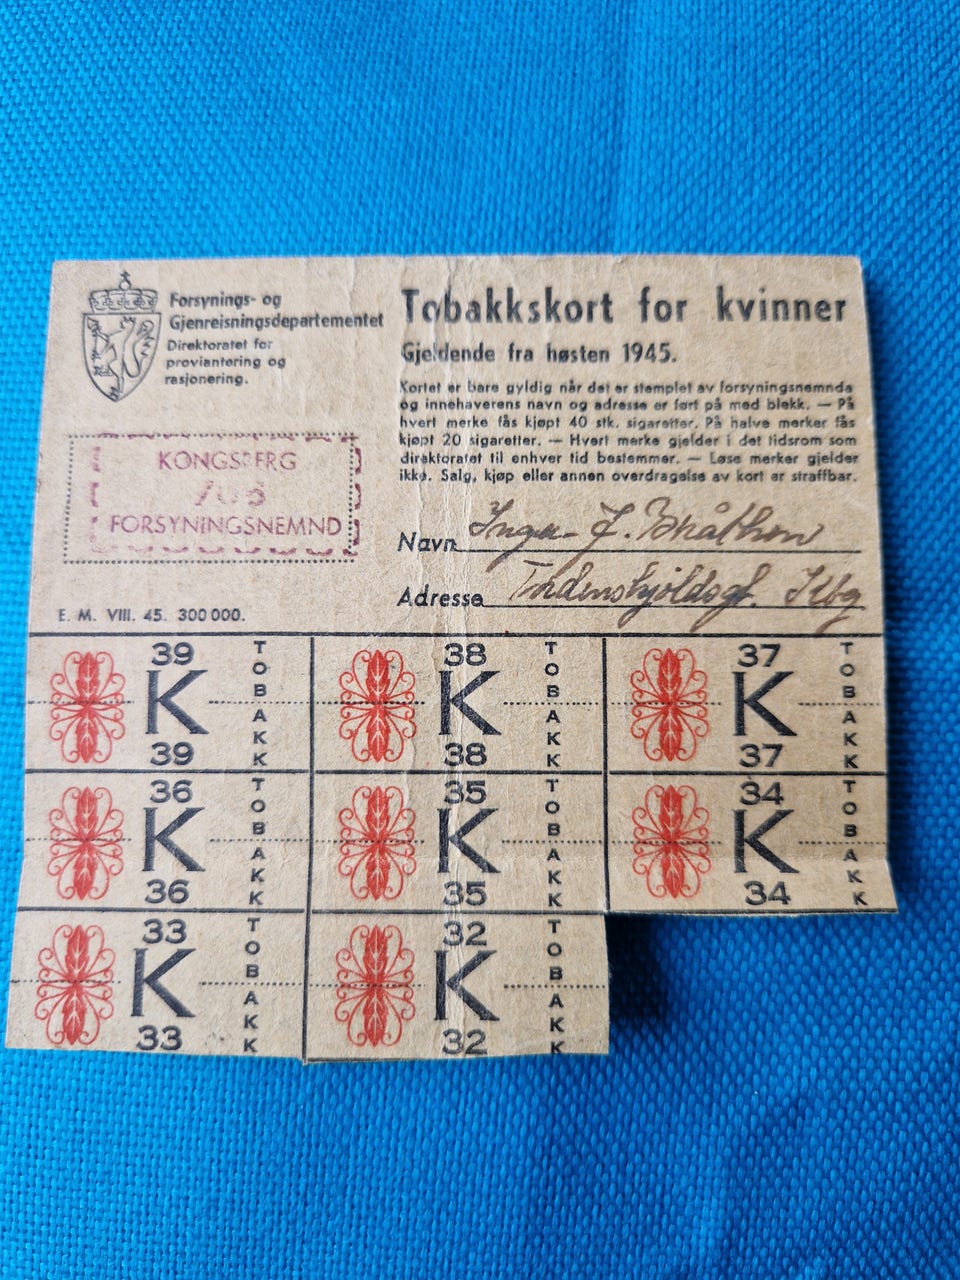 Forsynings- og
Gjenreisningsdepartementet
Direktoratet for
proviantering og
rasjonering.
KONGSBERG
FORSYNINGSNEMND
E. M. VIII. 45. 300 000.
Tobakkskort for kvinner
Gjeldende fra høsten 1945.
Kortet er bare gyldig når det er stemplet av forsyningsnemnda
og innehaverens navn og adresse er ført på med blekk. — På
hvert merke fås kjøpt 40 stk. sigaretter. På halve merker fås
kjøpt 20 sigaretter. — Hvert merke gjelder i det tidsrom som
direktoratet til enhver tid bestemmer. — Løse merker gjelder
ikke. Salg, kjøp eller annen overdragelse av kort er straffbar.
Navn Inger J.
Adresse Tordenskjoldsgt. Kbg
39 K 39 TOBAKK
38 K 38 TOBAKK
37 K 37 TOBAKK
36 K 36 TOBAKK
35 K 35 TOBAKK
34 K 34 TOBAKK
33 K 33 TOBAKK
32 K 32 TOBAKK